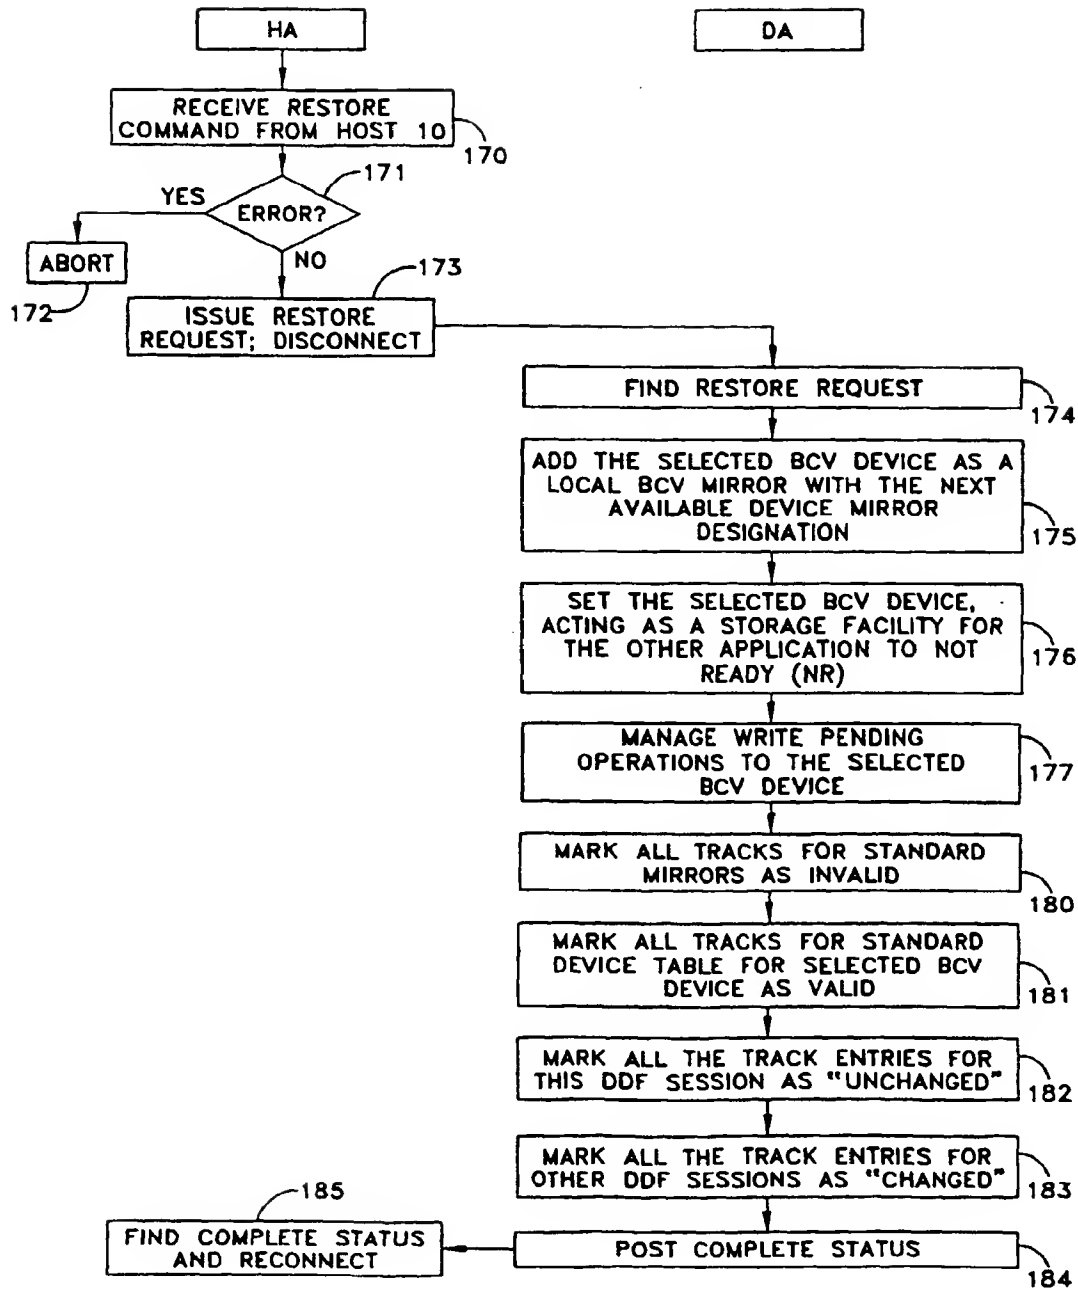 HA
DA
RECEIVE RESTORE
COMMAND FROM HOST 10
170
171
YES
ERROR?
ABORT
172
NO
173
ISSUE RESTORE
REQUEST; DISCONNECT
FIND RESTORE REQUEST
174
ADD THE SELECTED BCV DEVICE AS A
LOCAL BCV MIRROR WITH THE NEXT
AVAILABLE DEVICE MIRROR
DESIGNATION
175
SET THE SELECTED BCV DEVICE,
ACTING AS A STORAGE FACILITY FOR
THE OTHER APPLICATION TO NOT
READY (NR)
176
MANAGE WRITE PENDING
OPERATIONS TO THE SELECTED
BCV DEVICE
177
MARK ALL TRACKS FOR STANDARD
MIRRORS AS INVALID
180
MARK ALL TRACKS FOR STANDARD
DEVICE TABLE FOR SELECTED BCV
DEVICE AS VALID
181
MARK ALL THE TRACK ENTRIES FOR
THIS DDF SESSION AS "UNCHANGED"
182
MARK ALL THE TRACK ENTRIES FOR
OTHER DDF SESSIONS AS "CHANGED"
183
185
FIND COMPLETE STATUS
AND RECONNECT
POST COMPLETE STATUS
184